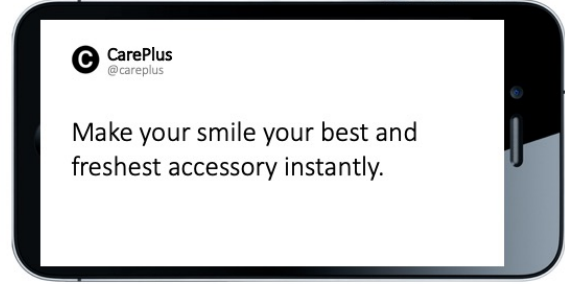 C
CarePlus
@careplus
Make your smile your best and
freshest accessory instantly.